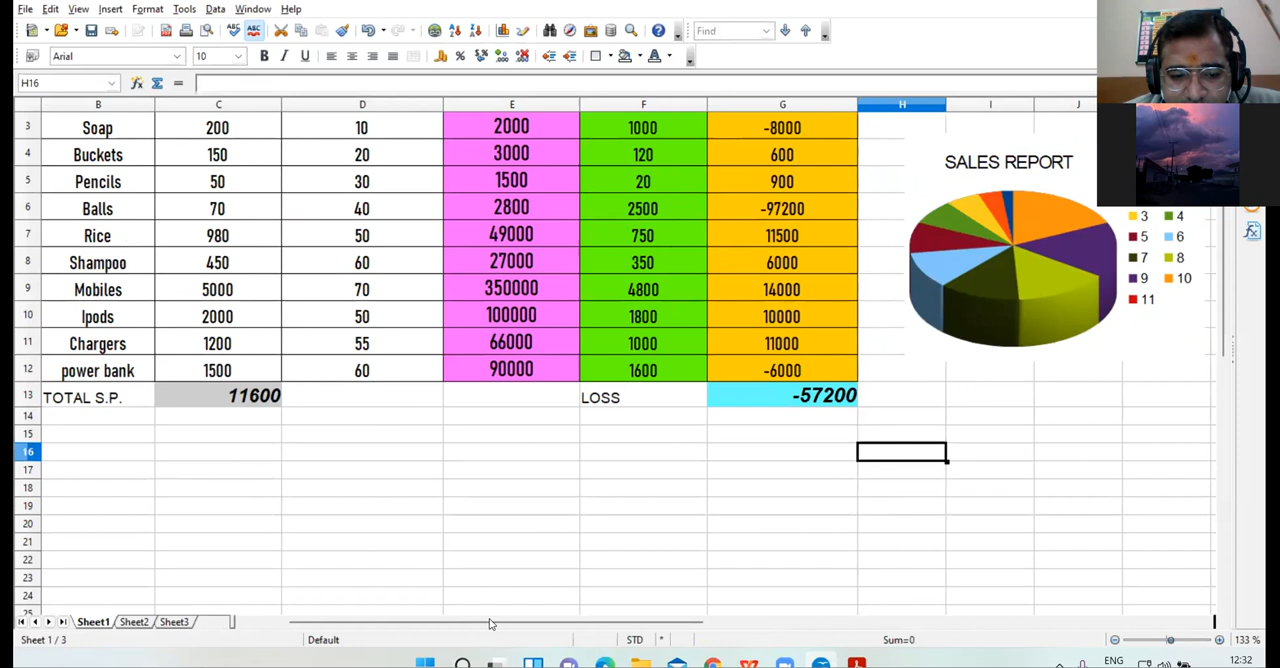 File Edit View Insert Format Tools Data Window Help
Find
Arial 10
H16
B C D E F G H I J
3 Soap 200 10 2000 1000 -8000
4 Buckets 150 20 3000 120 600
5 Pencils 50 30 1500 20 900
6 Balls 70 40 2800 2500 -97200
7 Rice 980 50 49000 750 11500
8 Shampoo 450 60 27000 350 6000
9 Mobiles 5000 70 350000 4800 14000
10 Ipods 2000 50 100000 1800 10000
11 Chargers 1200 55 66000 1000 11000
12 power bank 1500 60 90000 1600 -6000
13 TOTAL S.P. 11600 LOSS -57200
14
15
16
17
18
19
20
21
22
23
24
25
SALES REPORT
3 4
5 6
7 8
9 10
11
Sheet1 Sheet2 Sheet3
Sheet 1 / 3 Default STD * Sum=0 133 %
ENG 12:32